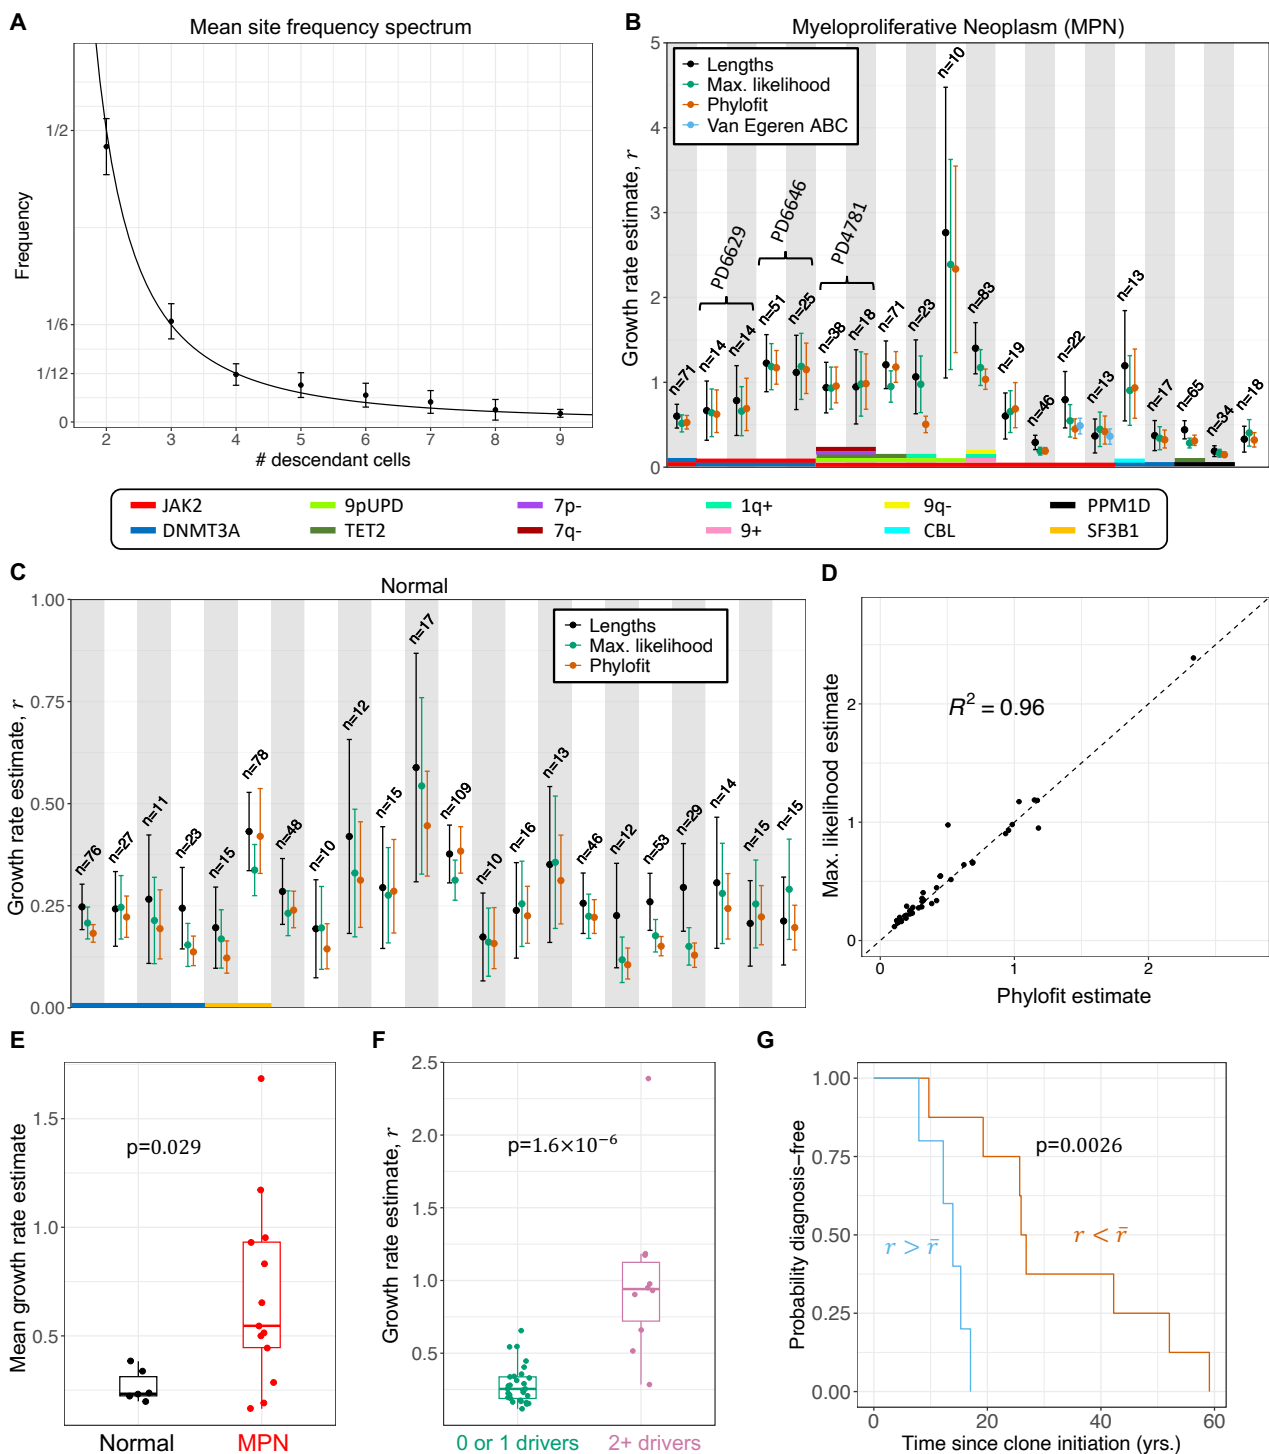 A
Mean site frequency spectrum
Frequency
1/2
1/6
1/12
0
2 3 4 5 6 7 8 9
# descendant cells
B
Myeloproliferative Neoplasm (MPN)
Growth rate estimate, r
5
4
3
2
1
0
Lengths
Max. likelihood
Phylofit
Van Egeren ABC
PD6629
PD6646
PD4781
n=71
n=14
n=14
n=51
n=25
n=38
n=18
n=71
n=23
n=10
n=83
n=19
n=46
n=22
n=13
n=13
n=17
n=65
n=34
n=18
JAK2 9pUPD 7p- 1q+ 9q- PPM1D
DNMT3A TET2 7q- 9+ CBL SF3B1
C
Normal
Growth rate estimate, r
1.00
0.75
0.50
0.25
0.00
Lengths
Max. likelihood
Phylofit
n=76
n=27
n=11
n=23
n=15
n=78
n=48
n=10
n=12
n=15
n=17
n=109
n=10
n=16
n=13
n=46
n=12
n=53
n=29
n=14
n=15
n=15
D
Max. likelihood estimate
2
1
0
R² = 0.96
0 1 2
Phylofit estimate
E
Mean growth rate estimate
1.5
1.0
0.5
p=0.029
Normal MPN
F
Growth rate estimate, r
2.5
2.0
1.5
1.0
0.5
p=1.6×10⁻⁶
0 or 1 drivers 2+ drivers
G
Probability diagnosis−free
1.00
0.75
0.50
0.25
0.00
p=0.0026
r > r̄
r < r̄
0 20 40 60
Time since clone initiation (yrs.)